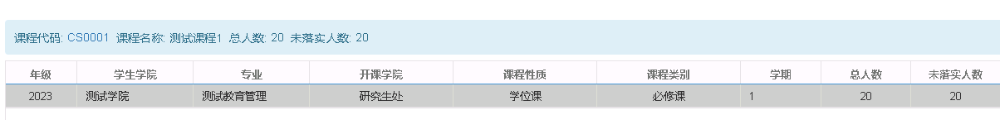 课程代码: CS0001 课程名称: 测试课程1 总人数: 20 未落实人数: 20
年级 学生学院 专业 开课学院 课程性质 课程类别 学期 总人数 未落实人数
2023 测试学院 测试教育管理 研究生处 学位课 必修课 1 20 20